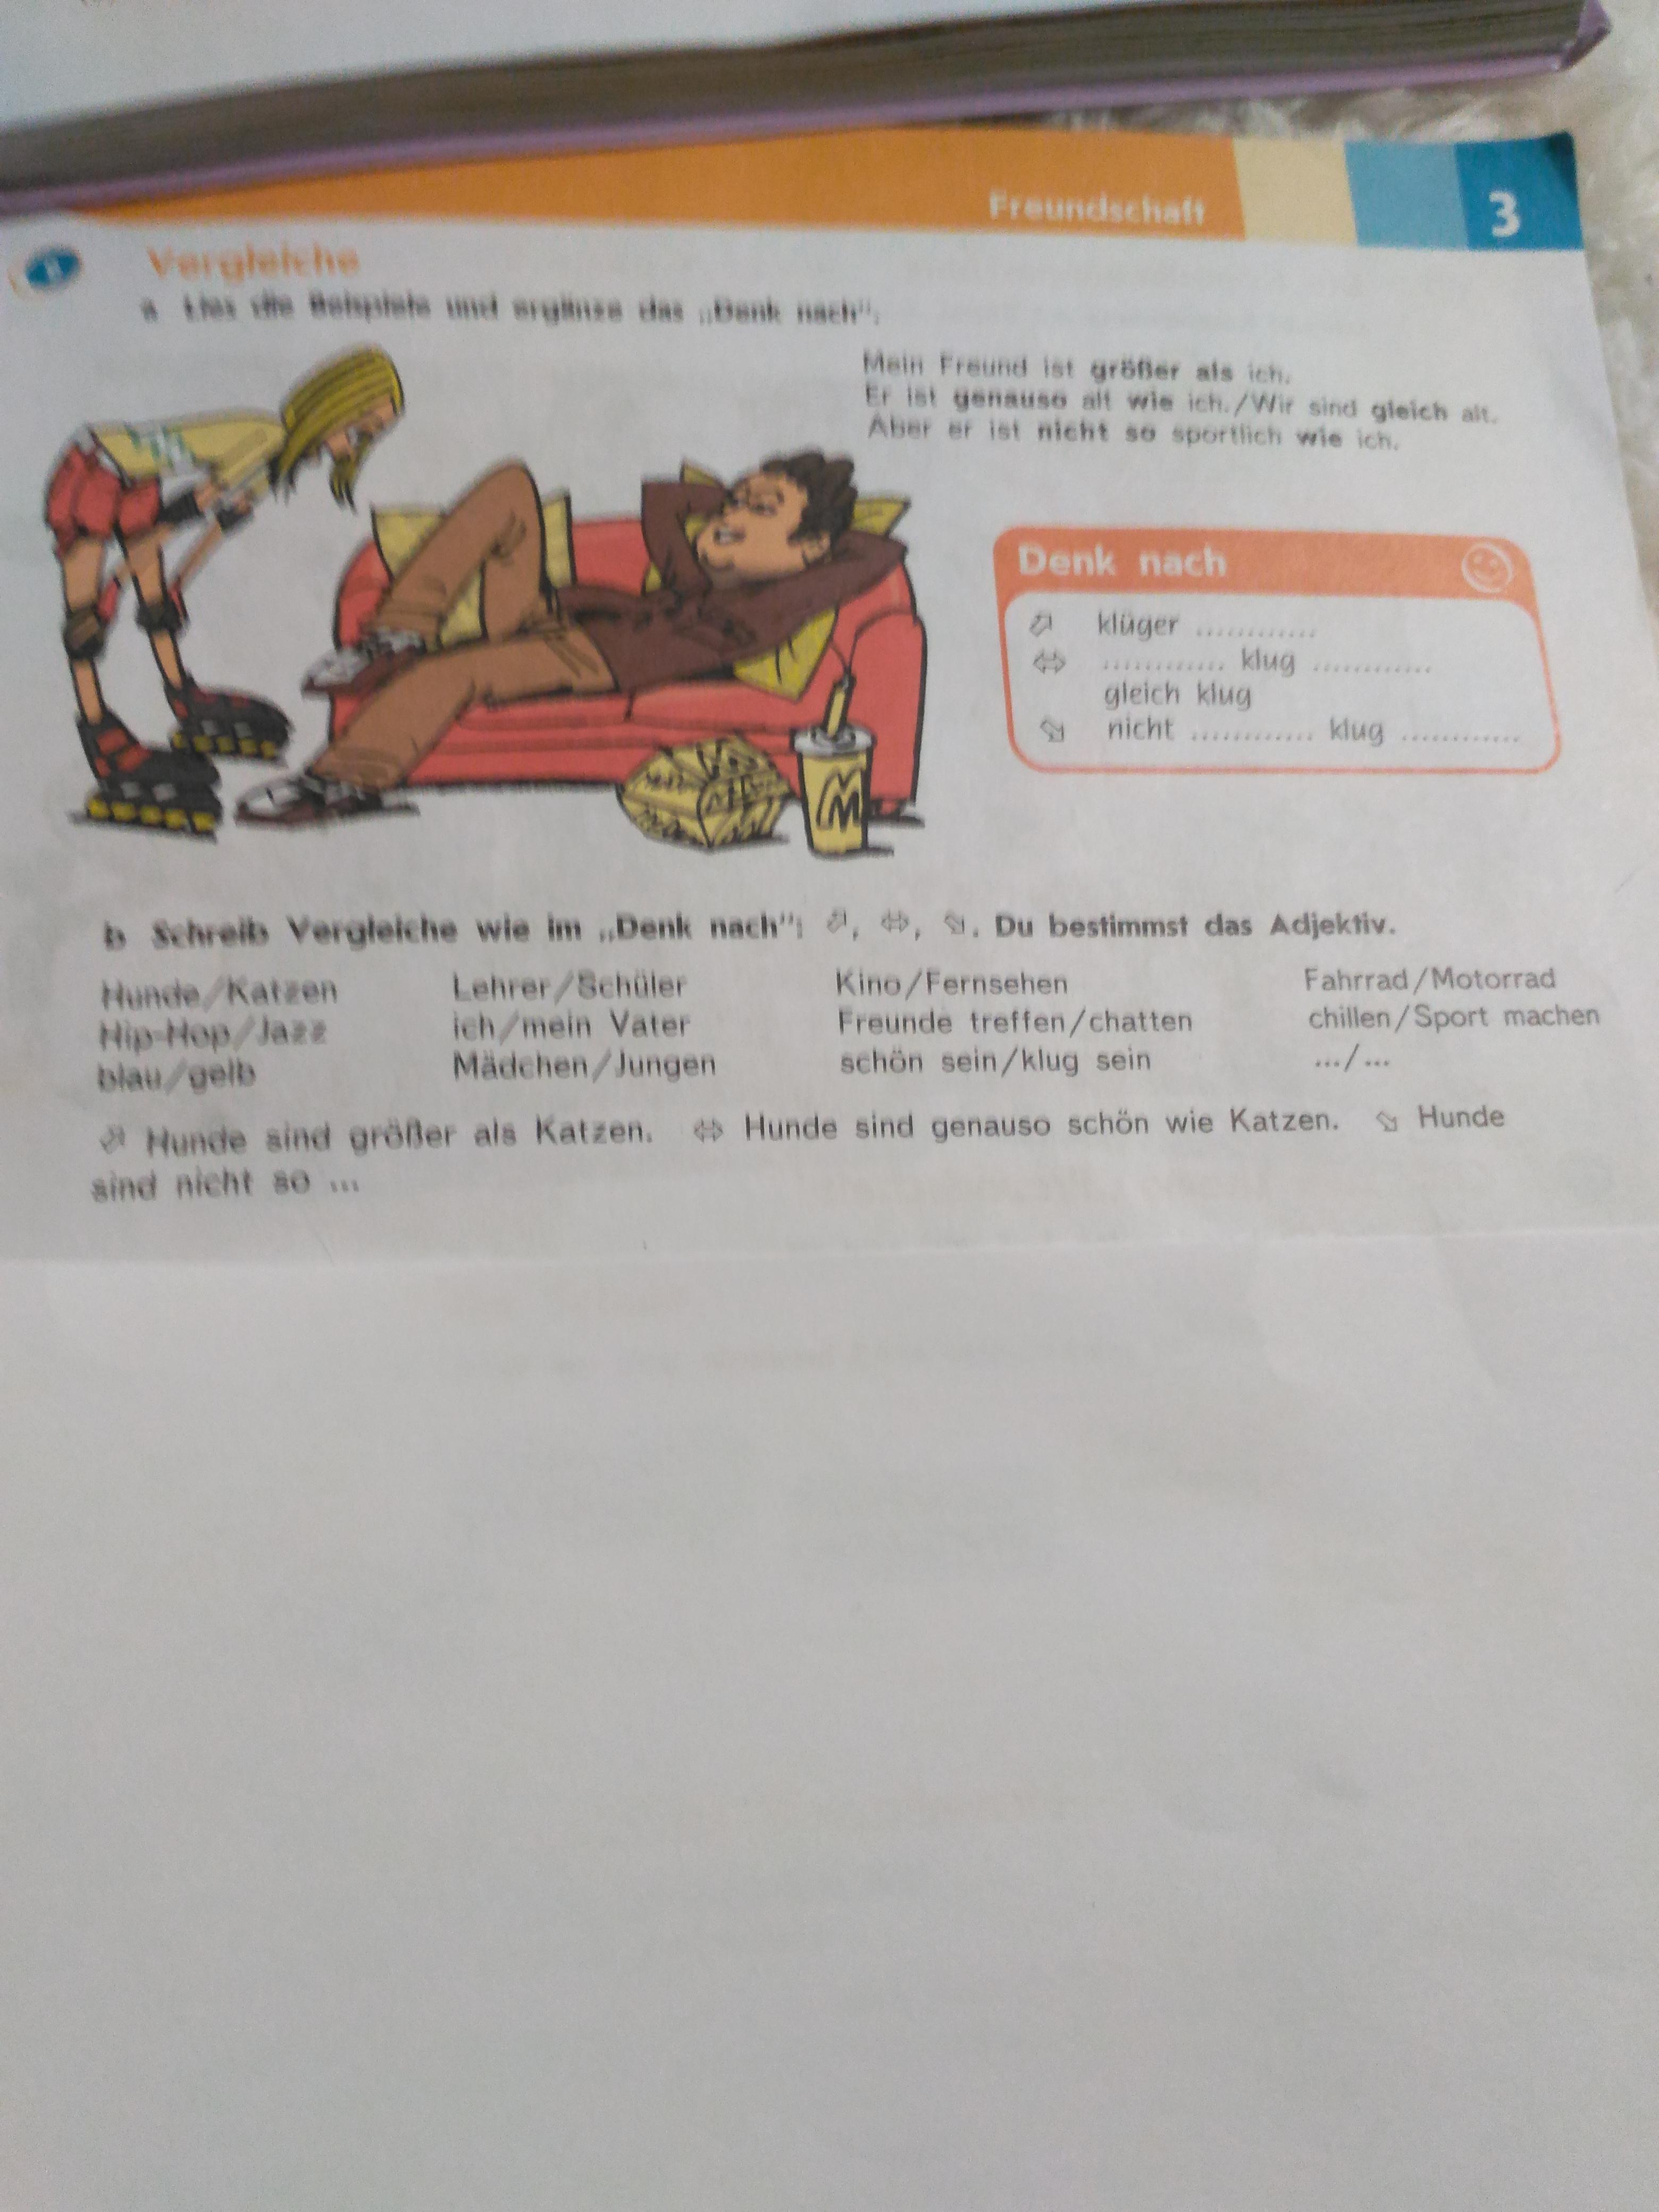 Freundschaft 3
Vergleiche
a Lies die Beispiele und ergänze das „Denk nach".
Mein Freund ist größer als ich.
Er ist genauso alt wie ich./Wir sind gleich alt.
Aber er ist nicht so sportlich wie ich.
Denk nach
klüger ............
............ klug ............
gleich klug
nicht ............ klug ............
M
b Schreib Vergleiche wie im „Denk nach": ⬀, ⬄, ⬂. Du bestimmst das Adjektiv.
Hunde/Katzen Lehrer/Schüler Kino/Fernsehen Fahrrad/Motorrad
Hip-Hop/Jazz ich/mein Vater Freunde treffen/chatten chillen/Sport machen
blau/gelb Mädchen/Jungen schön sein/klug sein .../...
⬀ Hunde sind größer als Katzen. ⬄ Hunde sind genauso schön wie Katzen. ⬂ Hunde
sind nicht so ...